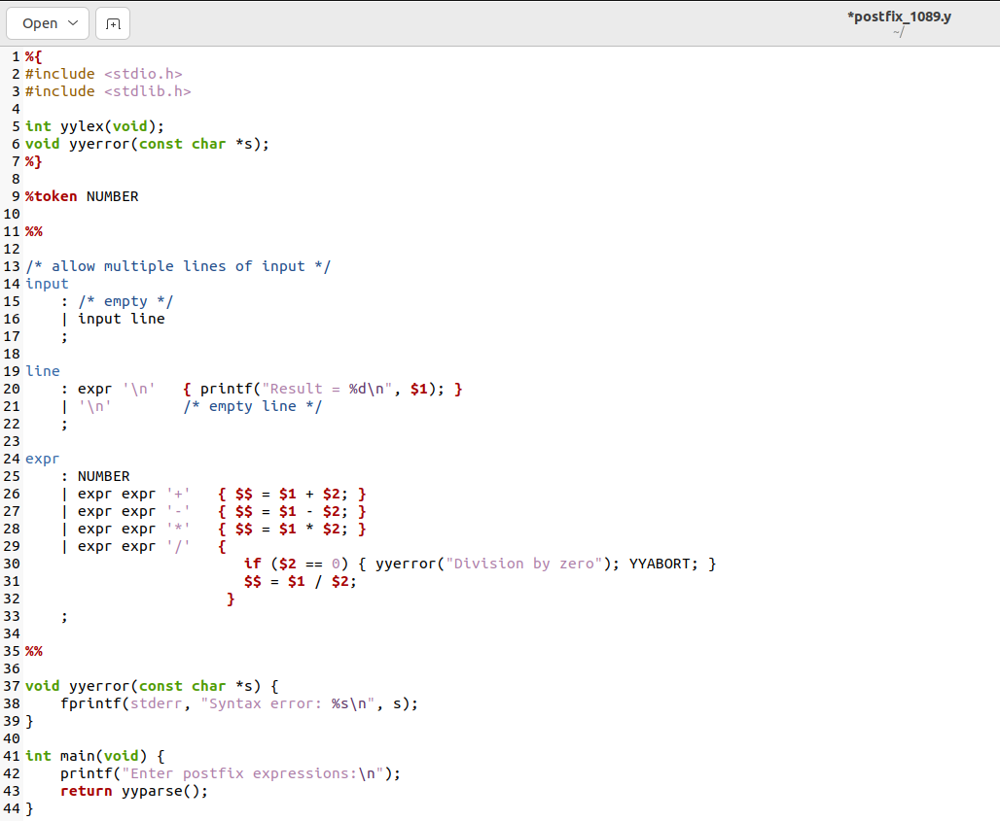 Open
*postfix_1089.y
~/
1 %{
2 #include <stdio.h>
3 #include <stdlib.h>
4
5 int yylex(void);
6 void yyerror(const char *s);
7 %}
8
9 %token NUMBER
10
11 %%
12
13 /* allow multiple lines of input */
14 input
15     : /* empty */
16     | input line
17     ;
18
19 line
20     : expr '\n'   { printf("Result = %d\n", $1); }
21     | '\n'        /* empty line */
22     ;
23
24 expr
25     : NUMBER
26     | expr expr '+'   { $$ = $1 + $2; }
27     | expr expr '-'   { $$ = $1 - $2; }
28     | expr expr '*'   { $$ = $1 * $2; }
29     | expr expr '/'   {
30                          if ($2 == 0) { yyerror("Division by zero"); YYABORT; }
31                          $$ = $1 / $2;
32                        }
33     ;
34
35 %%
36
37 void yyerror(const char *s) {
38     fprintf(stderr, "Syntax error: %s\n", s);
39 }
40
41 int main(void) {
42     printf("Enter postfix expressions:\n");
43     return yyparse();
44 }